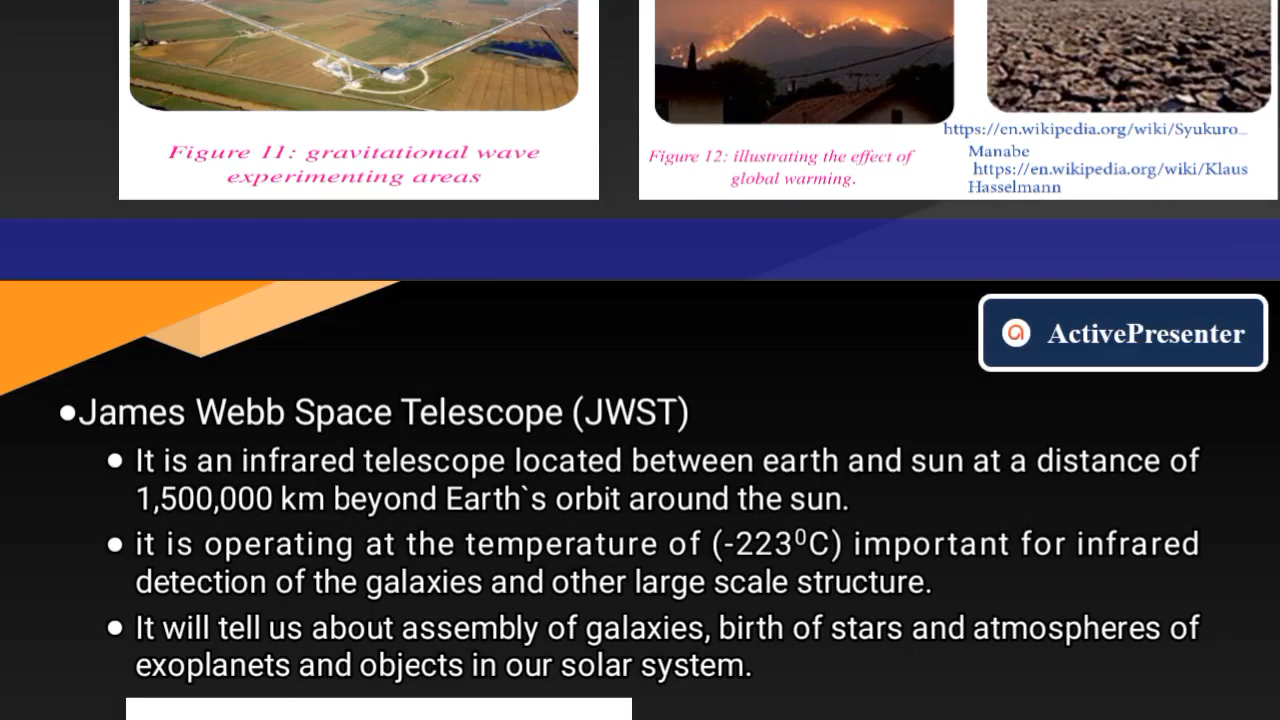 Figure 11: gravitational wave
experimenting areas
Figure 12: illustrating the effect of
global warming.
https://en.wikipedia.org/wiki/Syukuro_
Manabe
https://en.wikipedia.org/wiki/Klaus
Hasselmann
ActivePresenter
•James Webb Space Telescope (JWST)
• It is an infrared telescope located between earth and sun at a distance of
1,500,000 km beyond Earth`s orbit around the sun.
• it is operating at the temperature of (-223⁰C) important for infrared
detection of the galaxies and other large scale structure.
• It will tell us about assembly of galaxies, birth of stars and atmospheres of
exoplanets and objects in our solar system.